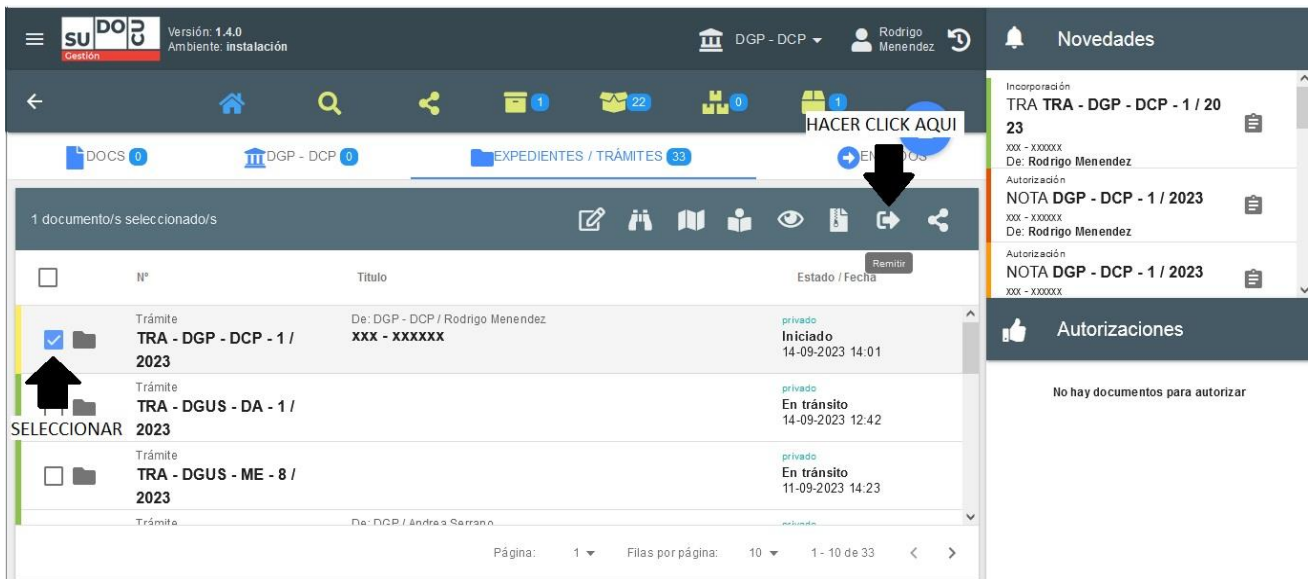 SU DO CU
Gestión
Versión: 1.4.0
Ambiente: instalación
DGP - DCP
Rodrigo
Menendez
1
22
0
1
HACER CLICK AQUI
DOCS 0
DGP - DCP 0
EXPEDIENTES / TRÁMITES 33
1 documento/s seleccionado/s
Remitir
Nº Titulo Estado / Fecha
Trámite
TRA - DGP - DCP - 1 /
2023
De: DGP - DCP / Rodrigo Menendez
xxx - xxxxxx
privado
Iniciado
14-09-2023 14:01
SELECCIONAR
Trámite
TRA - DGUS - DA - 1 /
2023
privado
En tránsito
14-09-2023 12:42
Trámite
TRA - DGUS - ME - 8 /
2023
privado
En tránsito
11-09-2023 14:23
Trámite De: DGP / Andrea Serrano privado
Página: 1 Filas por página: 10 1 - 10 de 33
Novedades
Incorporación
TRA TRA - DGP - DCP - 1 / 20
23
xxx - xxxxxx
De: Rodrigo Menendez
Autorización
NOTA DGP - DCP - 1 / 2023
xxx - xxxxxx
De: Rodrigo Menendez
Autorización
NOTA DGP - DCP - 1 / 2023
xxx - xxxxxx
Autorizaciones
No hay documentos para autorizar